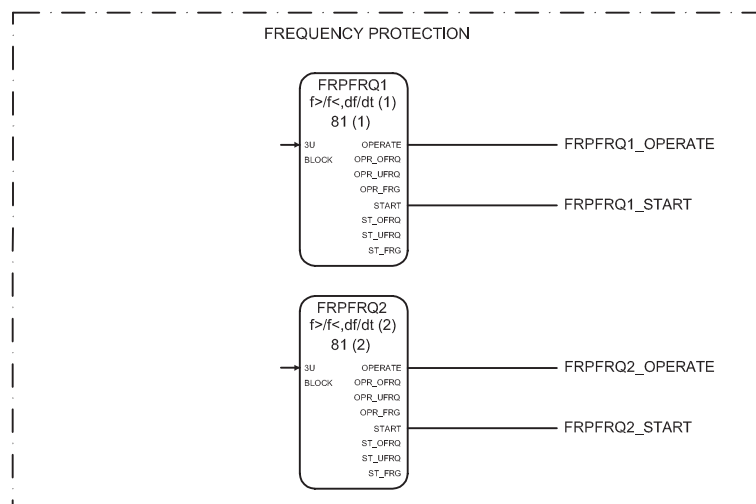 FREQUENCY PROTECTION
FRPFRQ1
f>/f<,df/dt (1)
81 (1)
3U OPERATE FRPFRQ1_OPERATE
BLOCK OPR_OFRQ
OPR_UFRQ
OPR_FRG
START FRPFRQ1_START
ST_OFRQ
ST_UFRQ
ST_FRG
FRPFRQ2
f>/f<,df/dt (2)
81 (2)
3U OPERATE FRPFRQ2_OPERATE
BLOCK OPR_OFRQ
OPR_UFRQ
OPR_FRG
START FRPFRQ2_START
ST_OFRQ
ST_UFRQ
ST_FRG